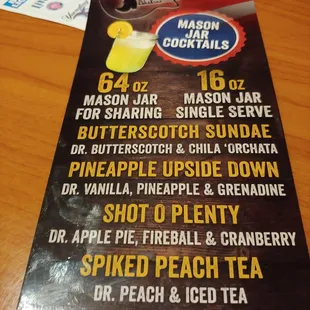 MASON
JAR
COCKTAILS
64 OZ
MASON JAR
FOR SHARING
16 OZ
MASON JAR
SINGLE SERVE
BUTTERSCOTCH SUNDAE
DR. BUTTERSCOTCH & CHILA 'ORCHATA
PINEAPPLE UPSIDE DOWN
DR. VANILLA, PINEAPPLE & GRENADINE
SHOT O PLENTY
DR. APPLE PIE, FIREBALL & CRANBERRY
SPIKED PEACH TEA
DR. PEACH & ICED TEA